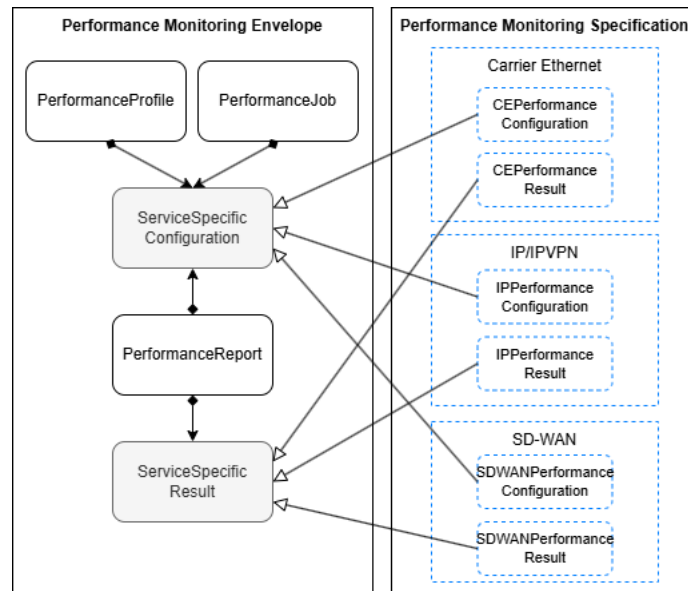 Performance Monitoring Envelope
PerformanceProfile
PerformanceJob
ServiceSpecific
Configuration
PerformanceReport
ServiceSpecific
Result
Performance Monitoring Specification
Carrier Ethernet
CEPerformance
Configuration
CEPerformance
Result
IP/IPVPN
IPPerformance
Configuration
IPPerformance
Result
SD-WAN
SDWANPerformance
Configuration
SDWANPerformance
Result